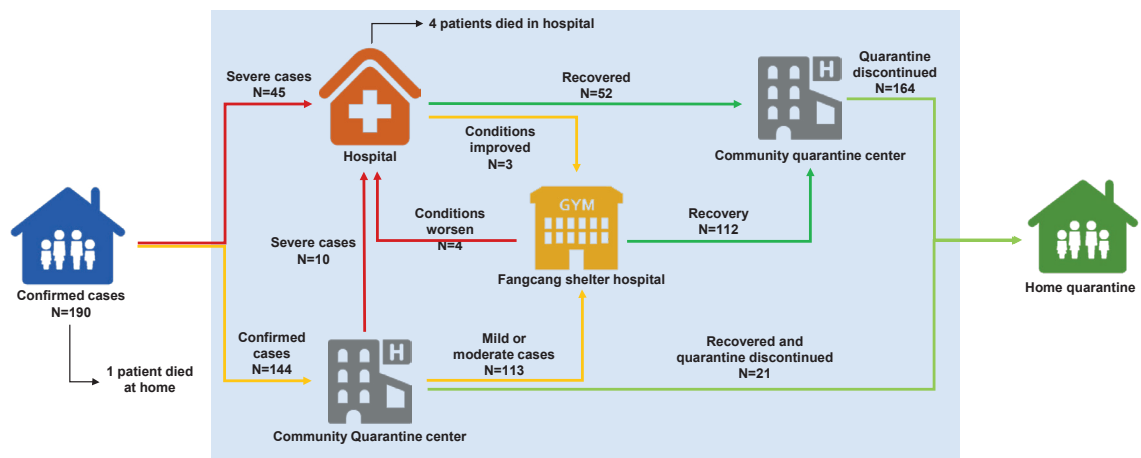 4 patients died in hospital
Severe cases
N=45
Recovered
N=52
H
Quarantine
discontinued
N=164
Hospital
Conditions
improved
N=3
Community quarantine center
GYM
Conditions
worsen
N=4
Recovery
N=112
Severe cases
N=10
Fangcang shelter hospital
Confirmed cases
N=190
Home quarantine
1 patient died
at home
Confirmed
cases
N=144
H
Mild or
moderate cases
N=113
Recovered and
quarantine discontinued
N=21
Community Quarantine center